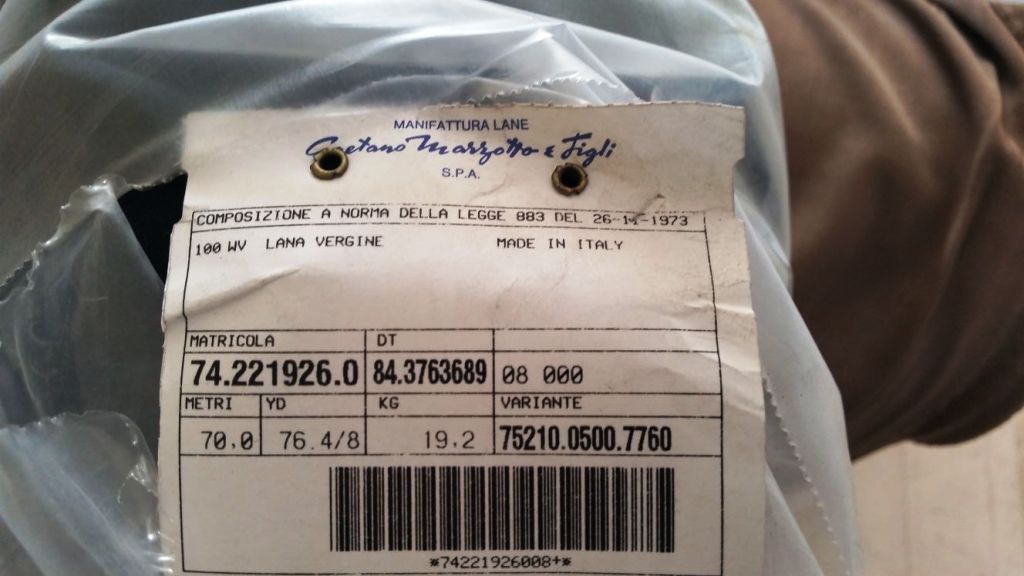 MANIFATTURA LANE
Gaetano Marzotto & Figli
S.P.A.
COMPOSIZIONE A NORMA DELLA LEGGE 883 DEL 26-11-1973
100 WV LANA VERGINE MADE IN ITALY
MATRICOLA DT
74.221926.0 84.3763689 08 000
METRI YD KG VARIANTE
70.0 76.4/8 19.2 75210.0500.7760
*74221926008+*